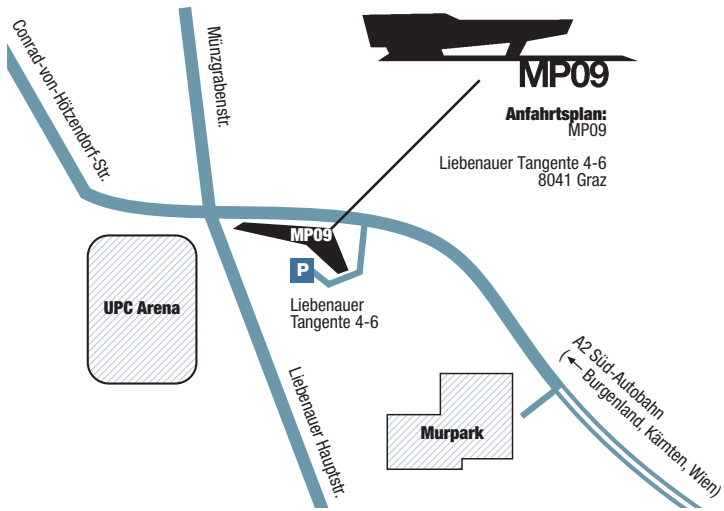 Conrad-von-Hötzendorf-Str.
Münzgrabenstr.
MP09
Anfahrtsplan:
MP09
Liebenauer Tangente 4-6
8041 Graz
MP09
P
Liebenauer
Tangente 4-6
UPC Arena
Liebenauer Hauptstr.
Murpark
A2 Süd-Autobahn
(← Burgenland, Kärnten, Wien)